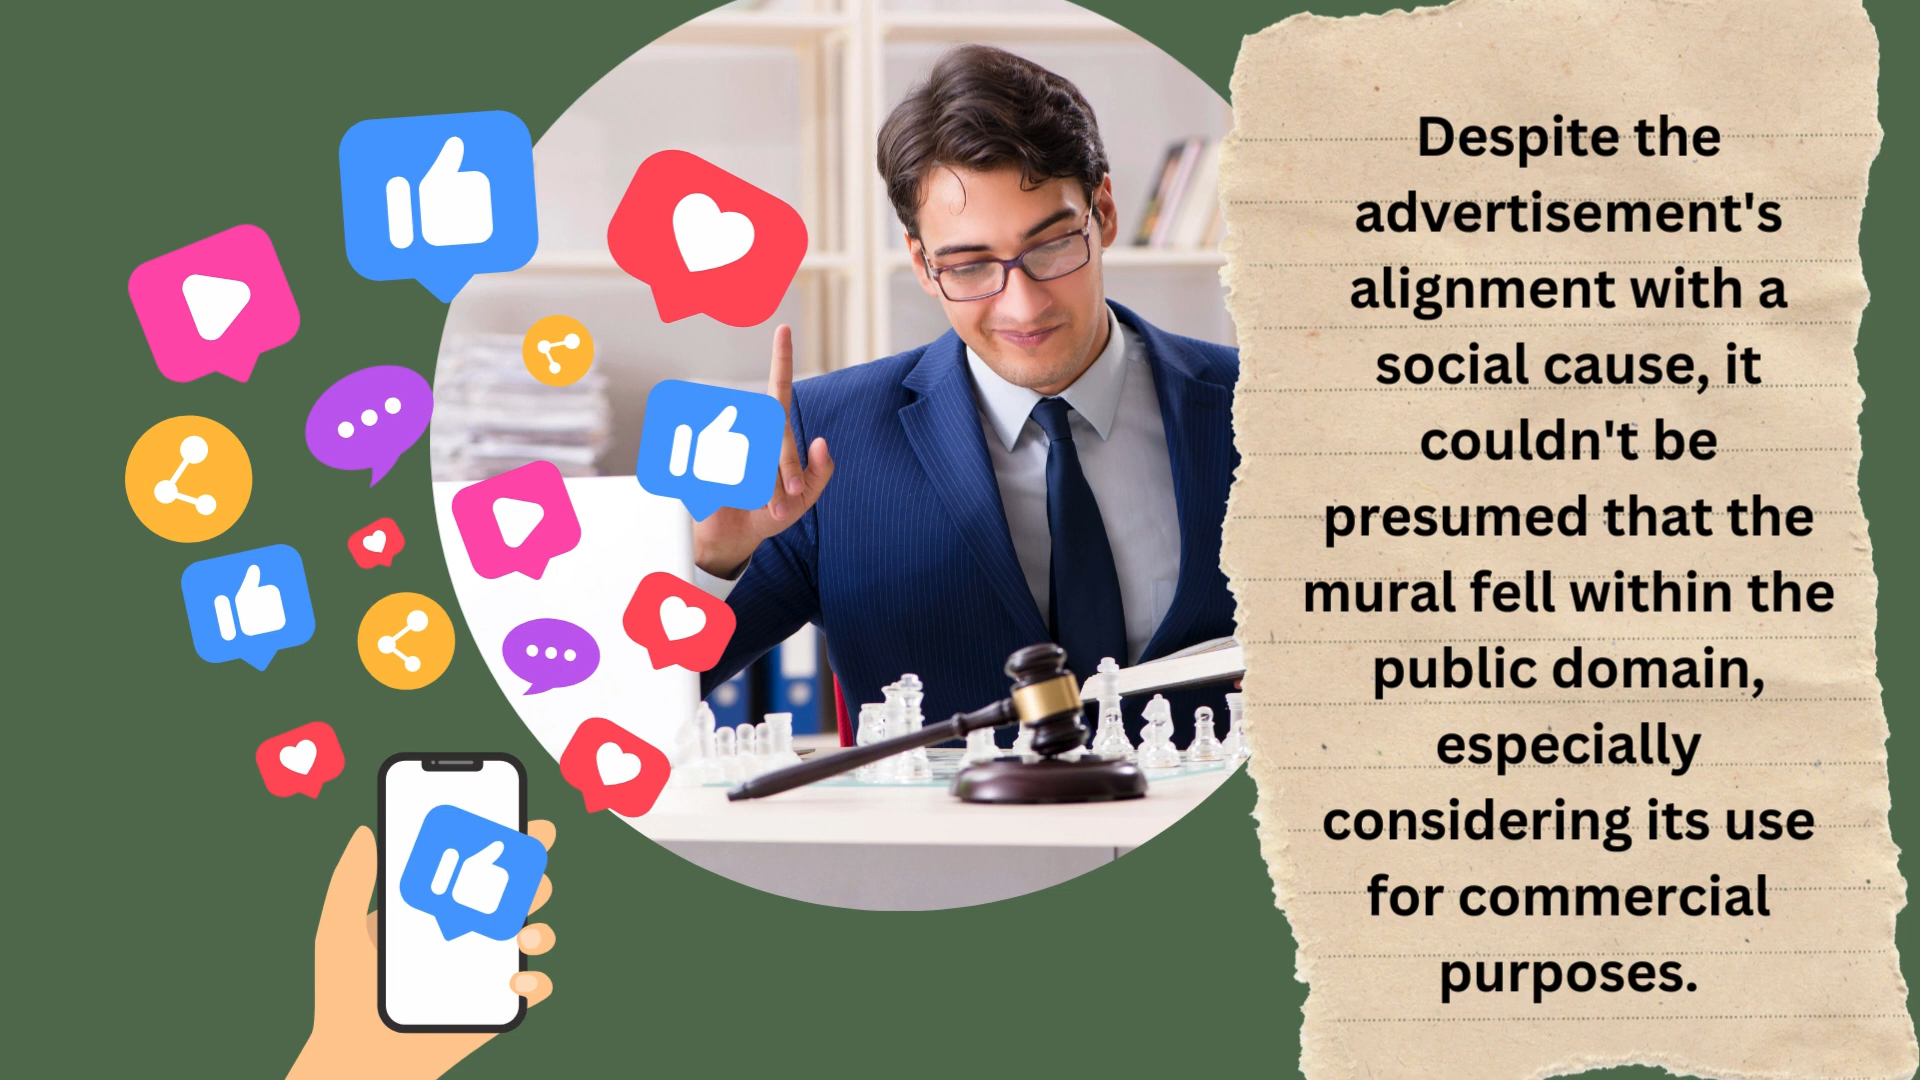 Despite the
advertisement's
alignment with a
social cause, it
couldn't be
presumed that the
mural fell within the
public domain,
especially
considering its use
for commercial
purposes.